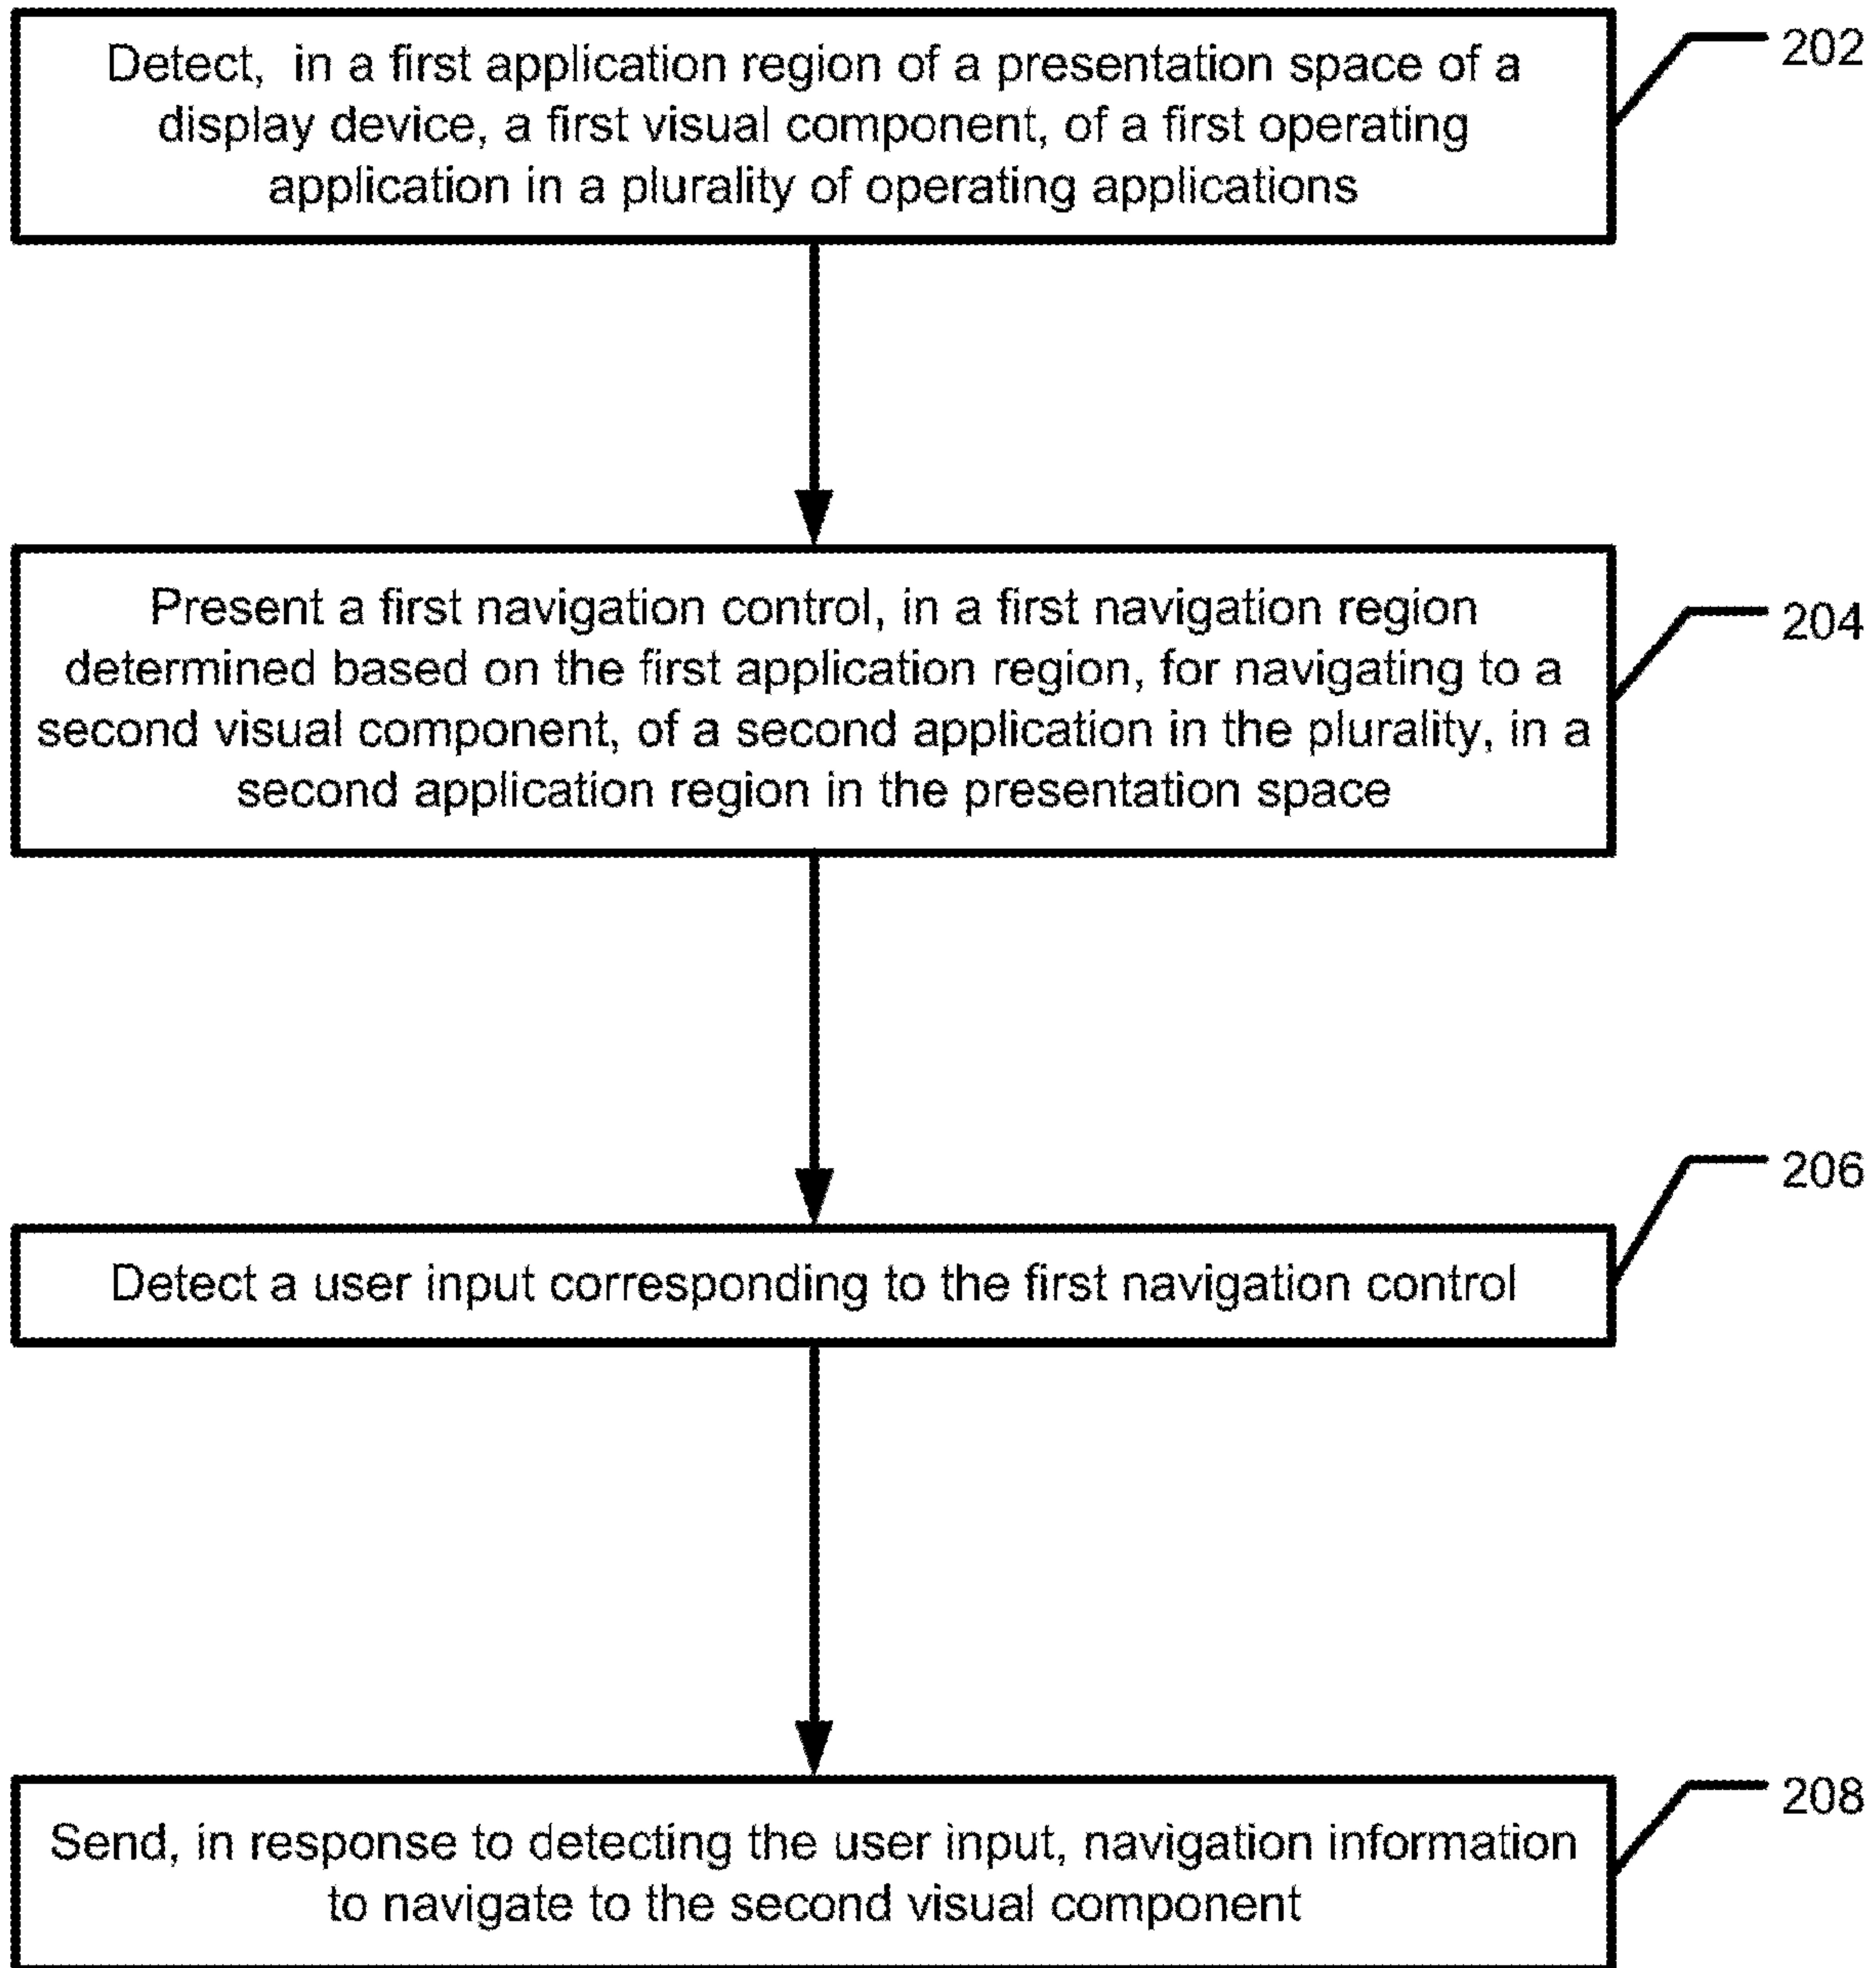 Detect, in a first application region of a presentation space of a
display device, a first visual component, of a first operating
application in a plurality of operating applications
202
Present a first navigation control, in a first navigation region
determined based on the first application region, for navigating to a
second visual component, of a second application in the plurality, in a
second application region in the presentation space
204
Detect a user input corresponding to the first navigation control
206
Send, in response to detecting the user input, navigation information
to navigate to the second visual component
208